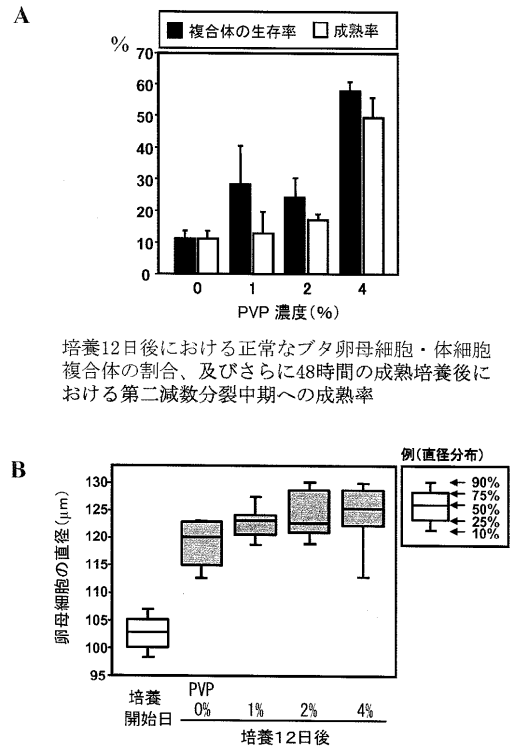 A
複合体の生存率 成熟率
%
70
60
50
40
30
20
10
0
0 1 2 4
PVP 濃度(%)
培養12日後における正常なブタ卵母細胞・体細胞
複合体の割合、及びさらに48時間の成熟培養後に
おける第二減数分裂中期への成熟率
B
例(直径分布)
90%
75%
50%
25%
10%
卵母細胞の直径(μm)
130
125
120
115
110
105
100
95
培養
開始日
PVP
0% 1% 2% 4%
培養12日後